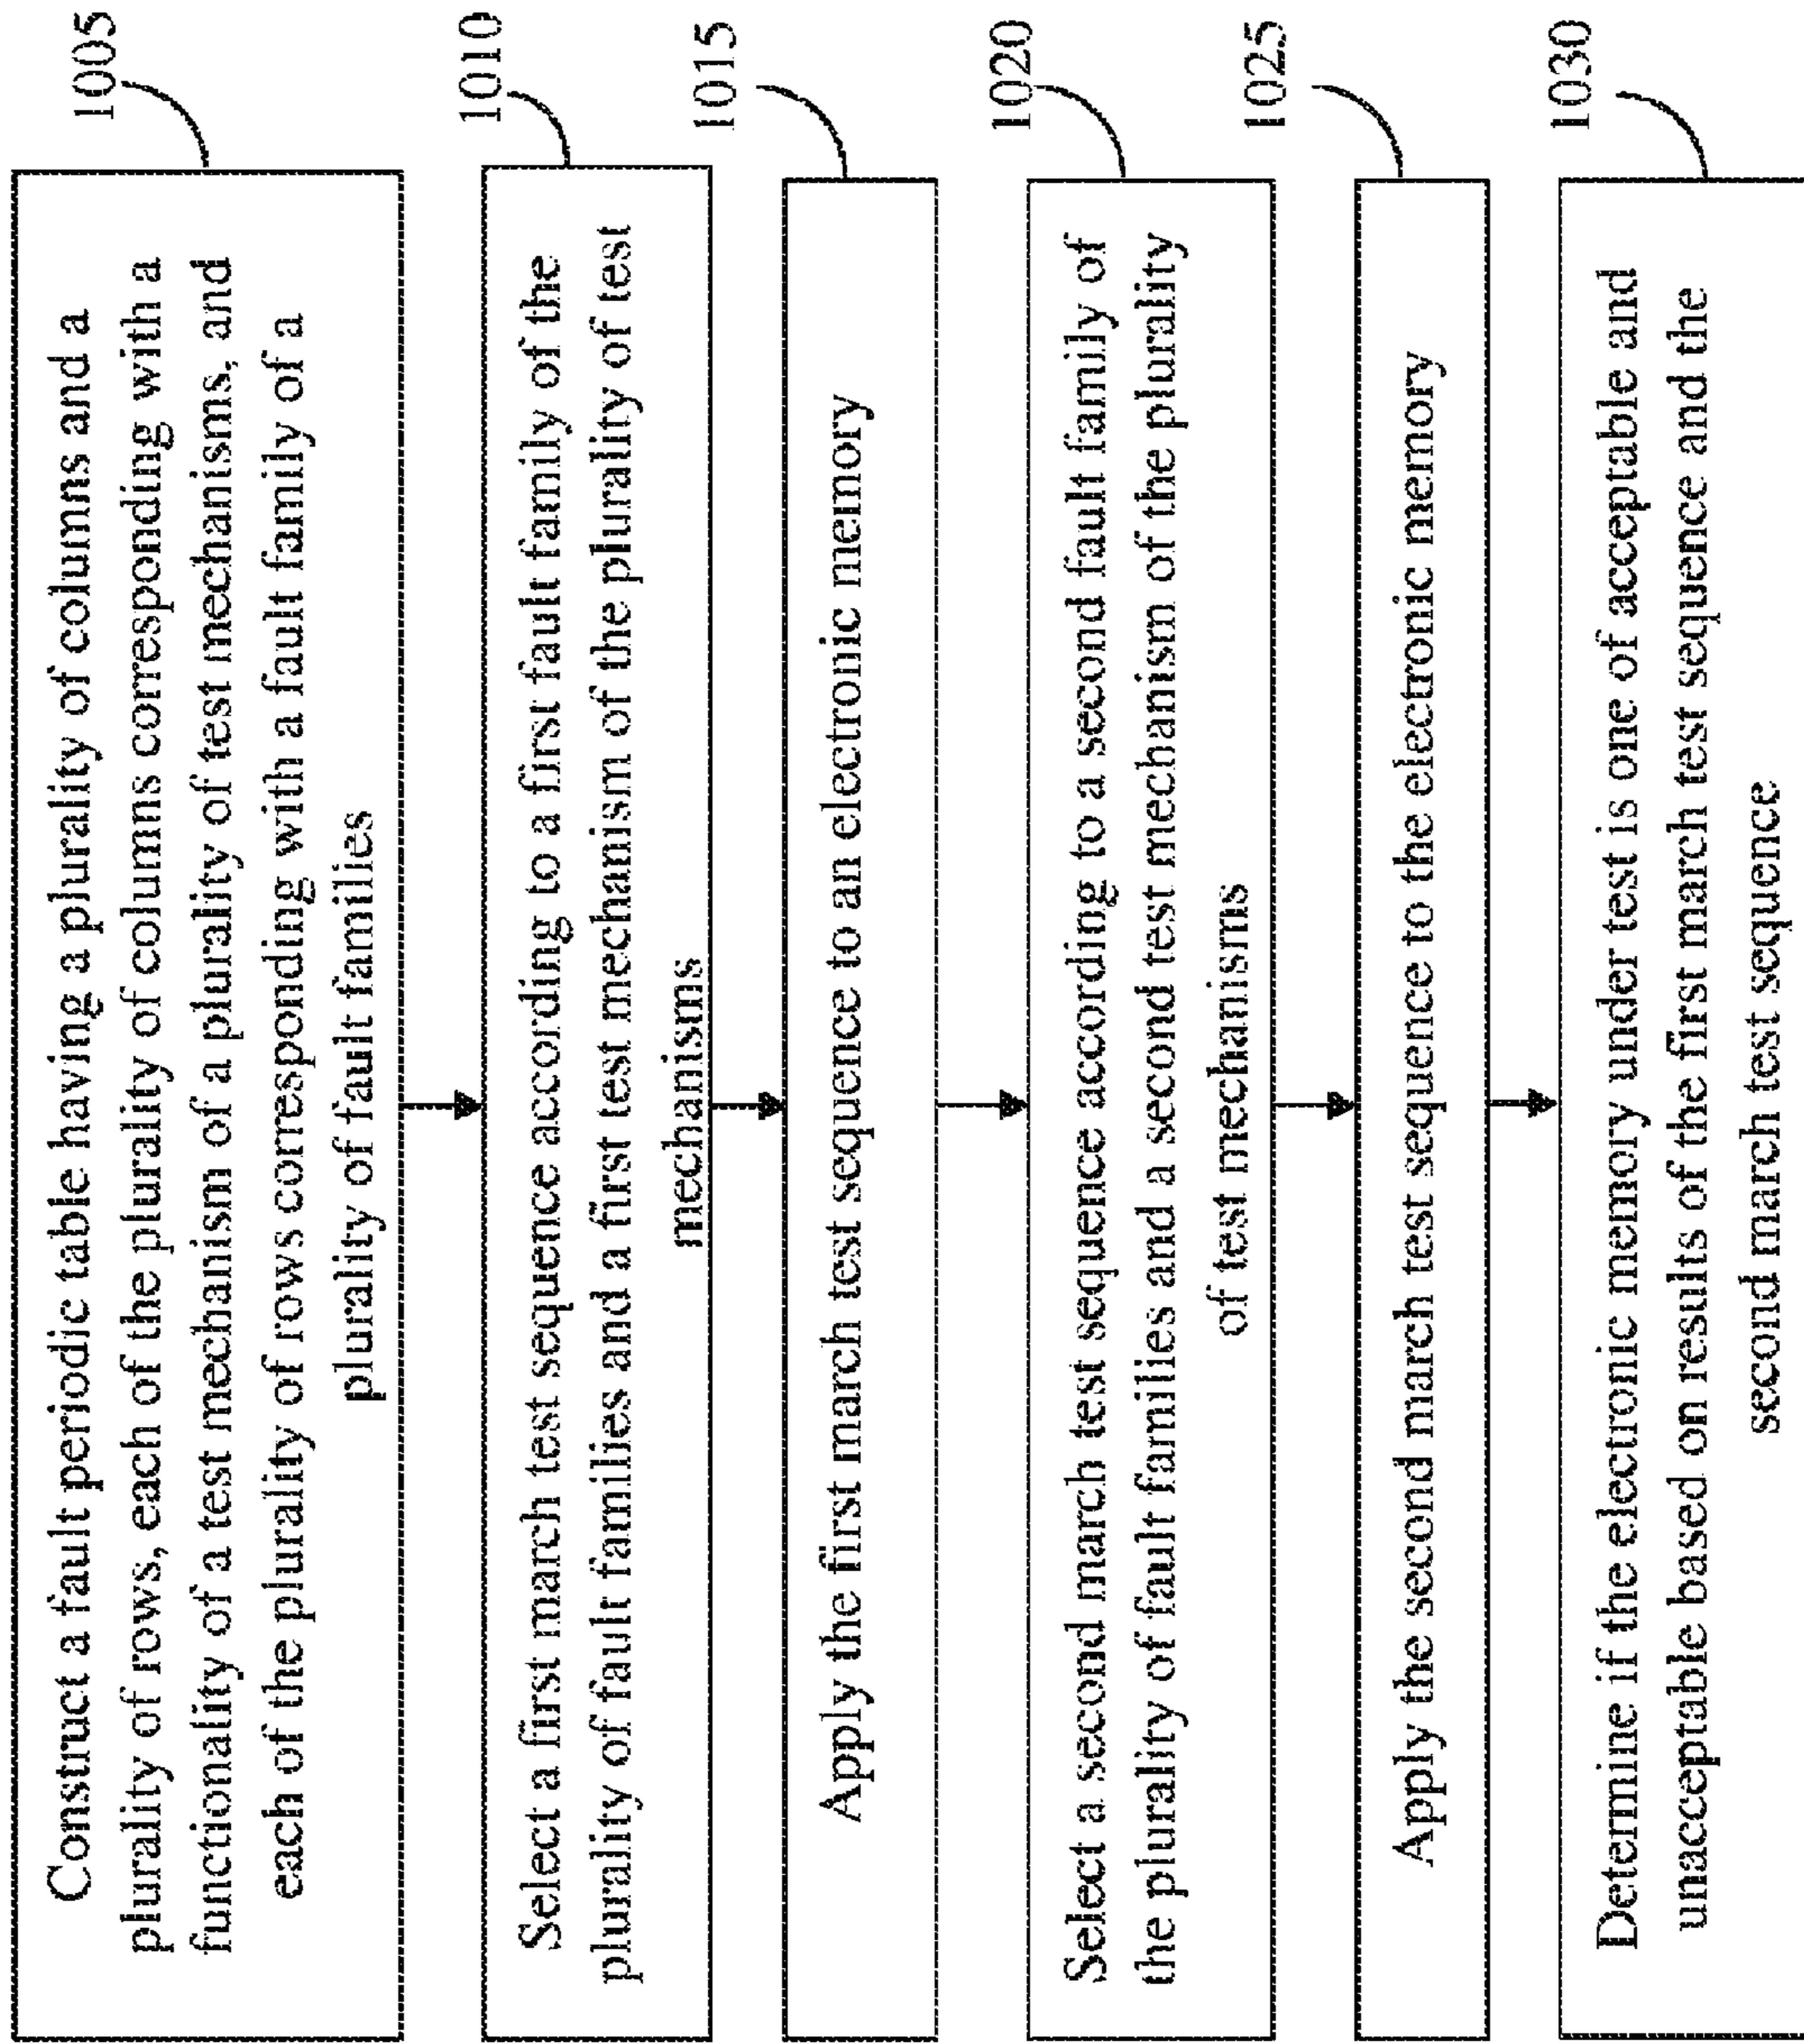 Construct a fault periodic table having a plurality of columns and a
plurality of rows, each of the plurality of columns corresponding with a
functionality of a test mechanism of a plurality of test mechanisms, and
each of the plurality of rows corresponding with a fault family of a
plurality of fault families
1005
Select a first march test sequence according to a first fault family of the
plurality of fault families and a first test mechanism of the plurality of test
mechanisms
1010
Apply the first march test sequence to an electronic memory
1015
Select a second march test sequence according to a second fault family of
the plurality of fault families and a second test mechanism of the plurality
of test mechanisms
1020
Apply the second march test sequence to the electronic memory
1025
Determine if the electronic memory under test is one of acceptable and
unacceptable based on results of the first march test sequence and the
second march test sequence
1030